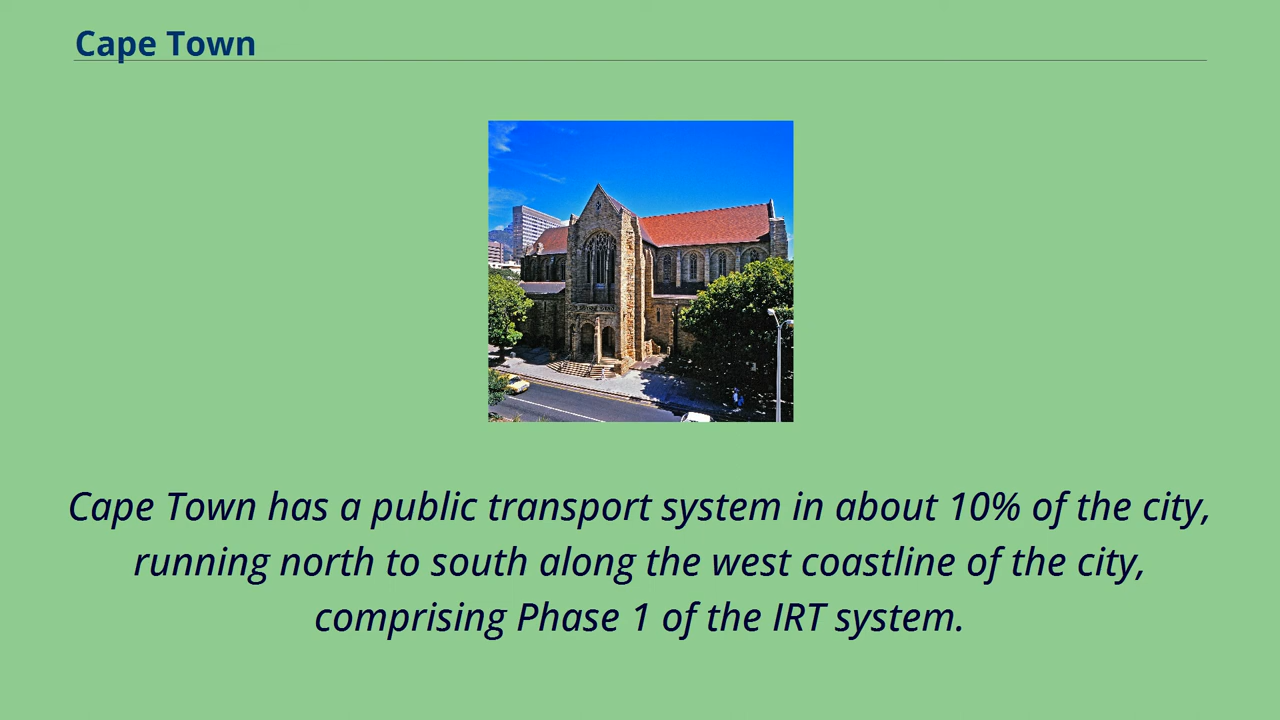 Cape Town
Cape Town has a public transport system in about 10% of the city,
running north to south along the west coastline of the city,
comprising Phase 1 of the IRT system.